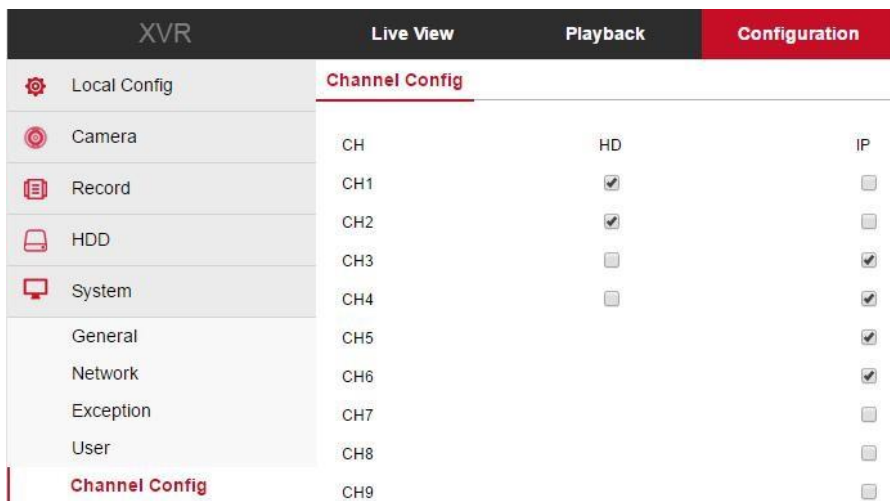 XVR Live View Playback Configuration
Local Config
Camera
Record
HDD
System
General
Network
Exception
User
Channel Config
Channel Config
CH HD IP
CH1
CH2
CH3
CH4
CH5
CH6
CH7
CH8
CH9